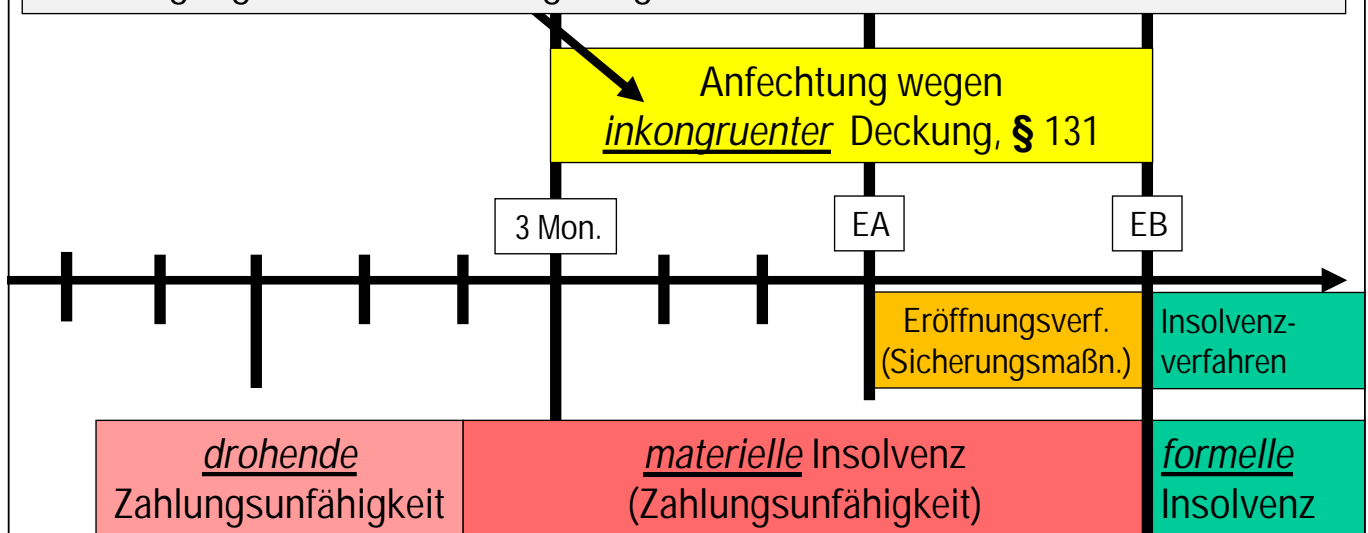 Anfechtung wegen
inkongruenter Deckung, § 131
3 Mon.
EA
EB
Eröffnungsverf.
(Sicherungsmaßn.)
Insolvenz-
verfahren
drohende
Zahlungsunfähigkeit
materielle Insolvenz
(Zahlungsunfähigkeit)
formelle
Insolvenz